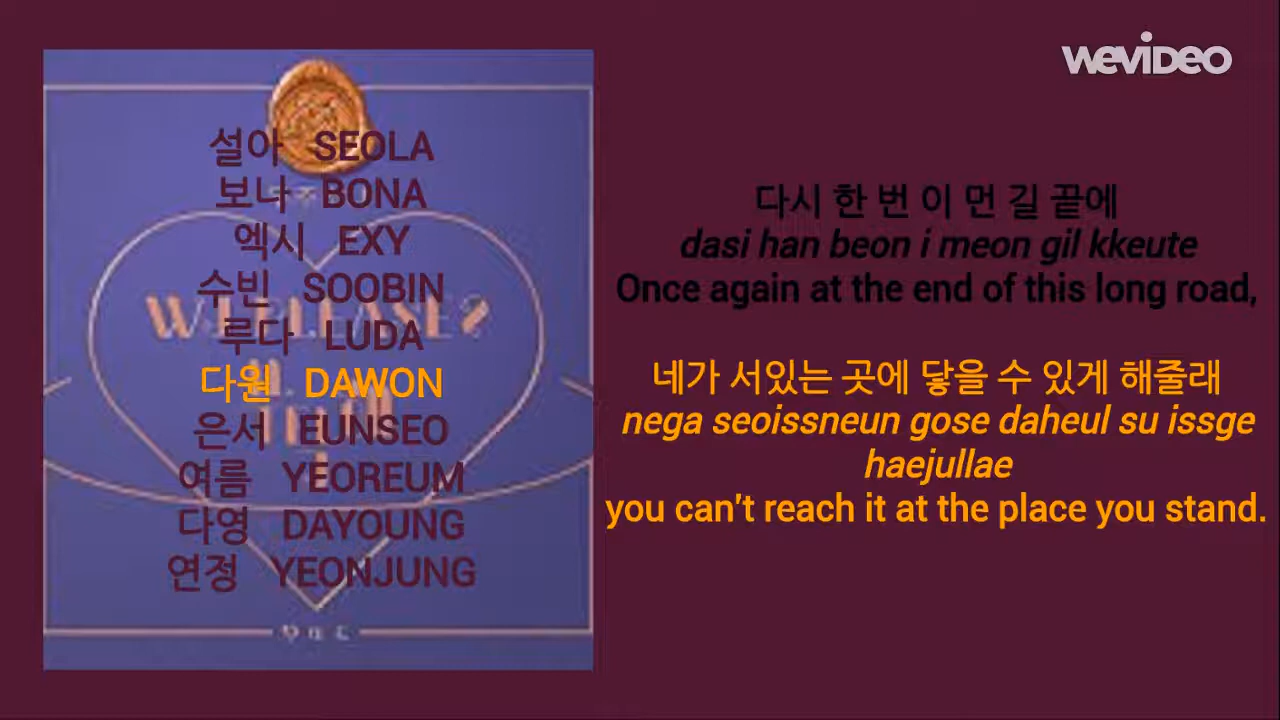 WEVIDEO
설아 SEOLA
보나 BONA
엑시 EXY
수빈 SOOBIN
루다 LUDA
다원 DAWON
은서 EUNSEO
여름 YEOREUM
다영 DAYOUNG
연정 YEONJUNG
WJ PLEASE?
다시 한 번 이 먼 길 끝에
dasi han beon i meon gil kkeute
Once again at the end of this long road,
네가 서있는 곳에 닿을 수 있게 해줄래
nega seoissneun gose daheul su issge
haejullae
you can't reach it at the place you stand.